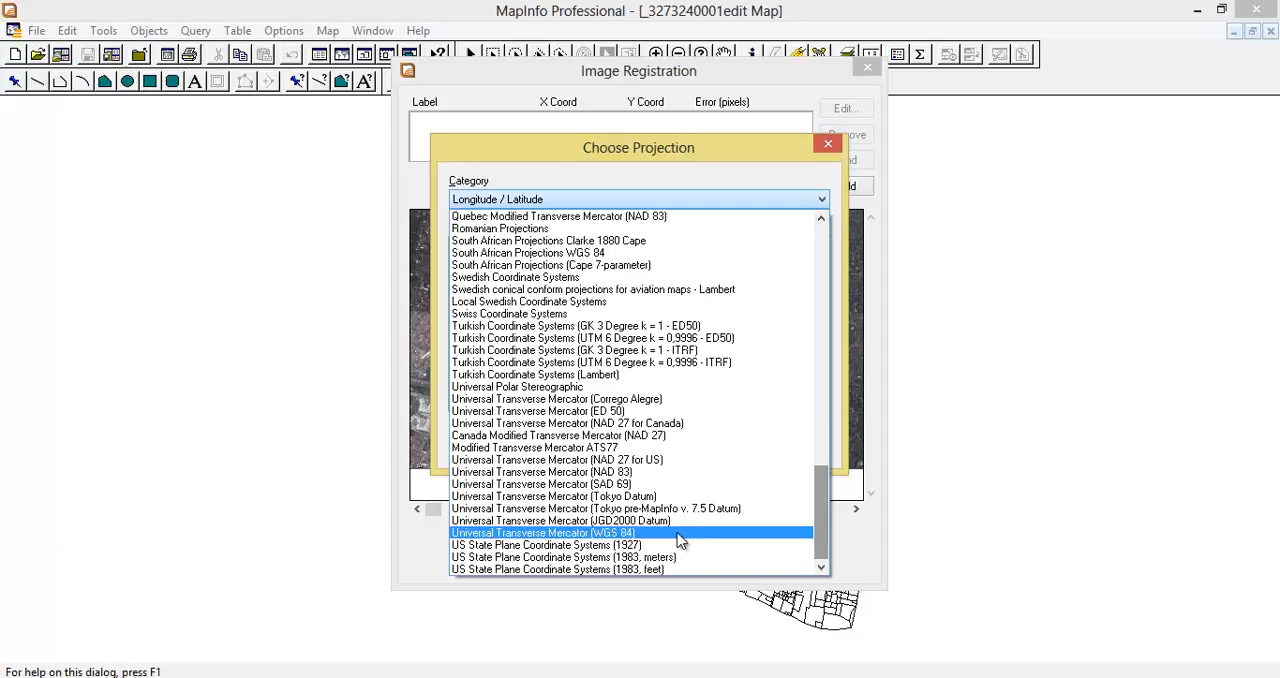 MapInfo Professional - [_3273240001edit Map]
File Edit Tools Objects Query Table Options Map Window Help
Image Registration
Label X Coord Y Coord Error (pixels)
Edit...
Choose Projection
Category
Longitude / Latitude
Quebec Modified Transverse Mercator (NAD 83)
Romanian Projections
South African Projections Clarke 1880 Cape
South African Projections WGS 84
South African Projections (Cape 7-parameter)
Swedish Coordinate Systems
Swedish conical conform projections for aviation maps - Lambert
Local Swedish Coordinate Systems
Swiss Coordinate Systems
Turkish Coordinate Systems (GK 3 Degree k = 1 - ED50)
Turkish Coordinate Systems (UTM 6 Degree k = 0,9996 - ED50)
Turkish Coordinate Systems (GK 3 Degree k = 1 - ITRF)
Turkish Coordinate Systems (UTM 6 Degree k = 0,9996 - ITRF)
Turkish Coordinate Systems (Lambert)
Universal Polar Stereographic
Universal Transverse Mercator (Corrego Alegre)
Universal Transverse Mercator (ED 50)
Universal Transverse Mercator (NAD 27 for Canada)
Canada Modified Transverse Mercator (NAD 27)
Modified Transverse Mercator ATS77
Universal Transverse Mercator (NAD 27 for US)
Universal Transverse Mercator (NAD 83)
Universal Transverse Mercator (SAD 69)
Universal Transverse Mercator (Tokyo Datum)
Universal Transverse Mercator (Tokyo pre-MapInfo v. 7.5 Datum)
Universal Transverse Mercator (JGD2000 Datum)
Universal Transverse Mercator (WGS 84)
US State Plane Coordinate Systems (1927)
US State Plane Coordinate Systems (1983, meters)
US State Plane Coordinate Systems (1983, feet)
For help on this dialog, press F1